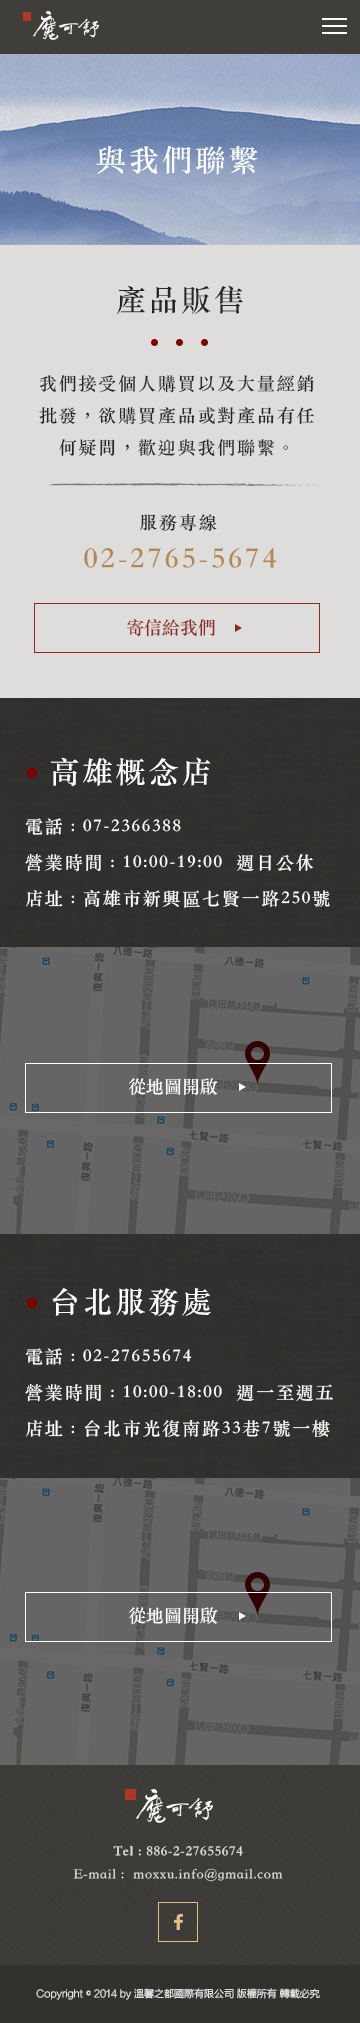 魔可舒
與我們聯繫
產品販售
我們接受個人購買以及大量經銷
批發，欲購買產品或對產品有任
何疑問，歡迎與我們聯繫。
服務專線
02-2765-5674
寄信給我們
高雄概念店
電話：07-2366388
營業時間：10:00-19:00 週日公休
店址：高雄市新興區七賢一路250號
八德一路
八德一路
復興一路
從地圖開啟
七賢一路
七賢一路
復興一路
台北服務處
電話：02-27655674
營業時間：10:00-18:00 週一至週五
店址：台北市光復南路33巷7號一樓
八德一路
八德一路
復興一路
從地圖開啟
七賢一路
七賢一路
復興一路
魔可舒
Tel : 886-2-27655674
E-mail : moxxu.info@gmail.com
f
Copyright © 2014 by 溫馨之都國際有限公司 版權所有 轉載必究